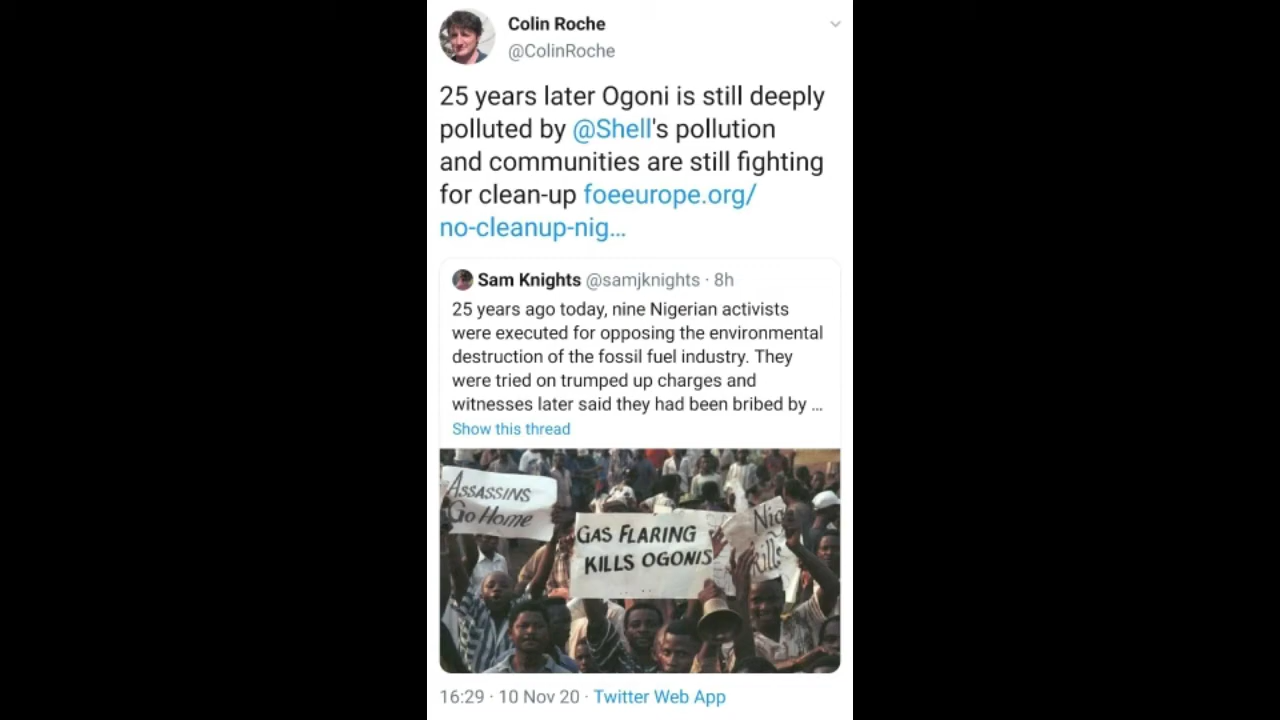 Colin Roche
@ColinRoche
25 years later Ogoni is still deeply
polluted by @Shell's pollution
and communities are still fighting
for clean-up foeeurope.org/
no-cleanup-nig…
Sam Knights @samjknights · 8h
25 years ago today, nine Nigerian activists
were executed for opposing the environmental
destruction of the fossil fuel industry. They
were tried on trumped up charges and
witnesses later said they had been bribed by ...
Show this thread
ASSASSINS
Go Home
GAS FLARING
KILLS OGONIS
16:29 · 10 Nov 20 · Twitter Web App